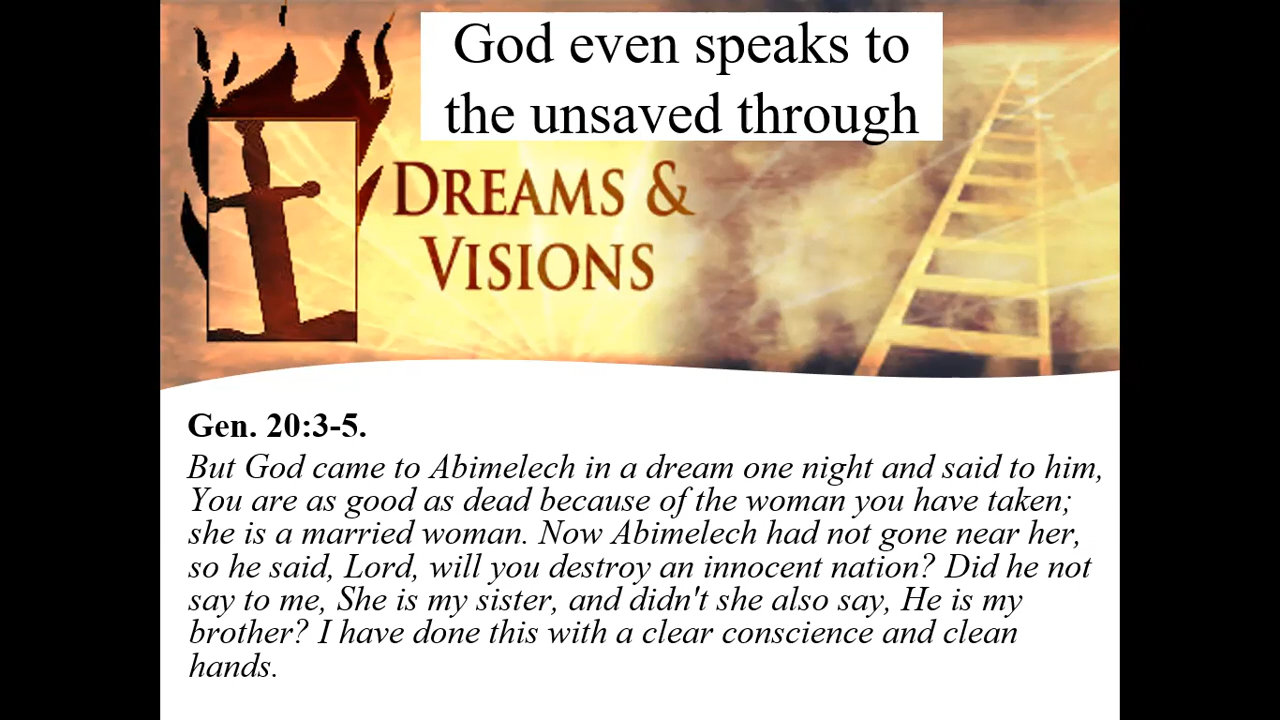 God even speaks to
the unsaved through
DREAMS &
VISIONS
Gen. 20:3-5.
But God came to Abimelech in a dream one night and said to him,
You are as good as dead because of the woman you have taken;
she is a married woman. Now Abimelech had not gone near her,
so he said, Lord, will you destroy an innocent nation? Did he not
say to me, She is my sister, and didn't she also say, He is my
brother? I have done this with a clear conscience and clean
hands.